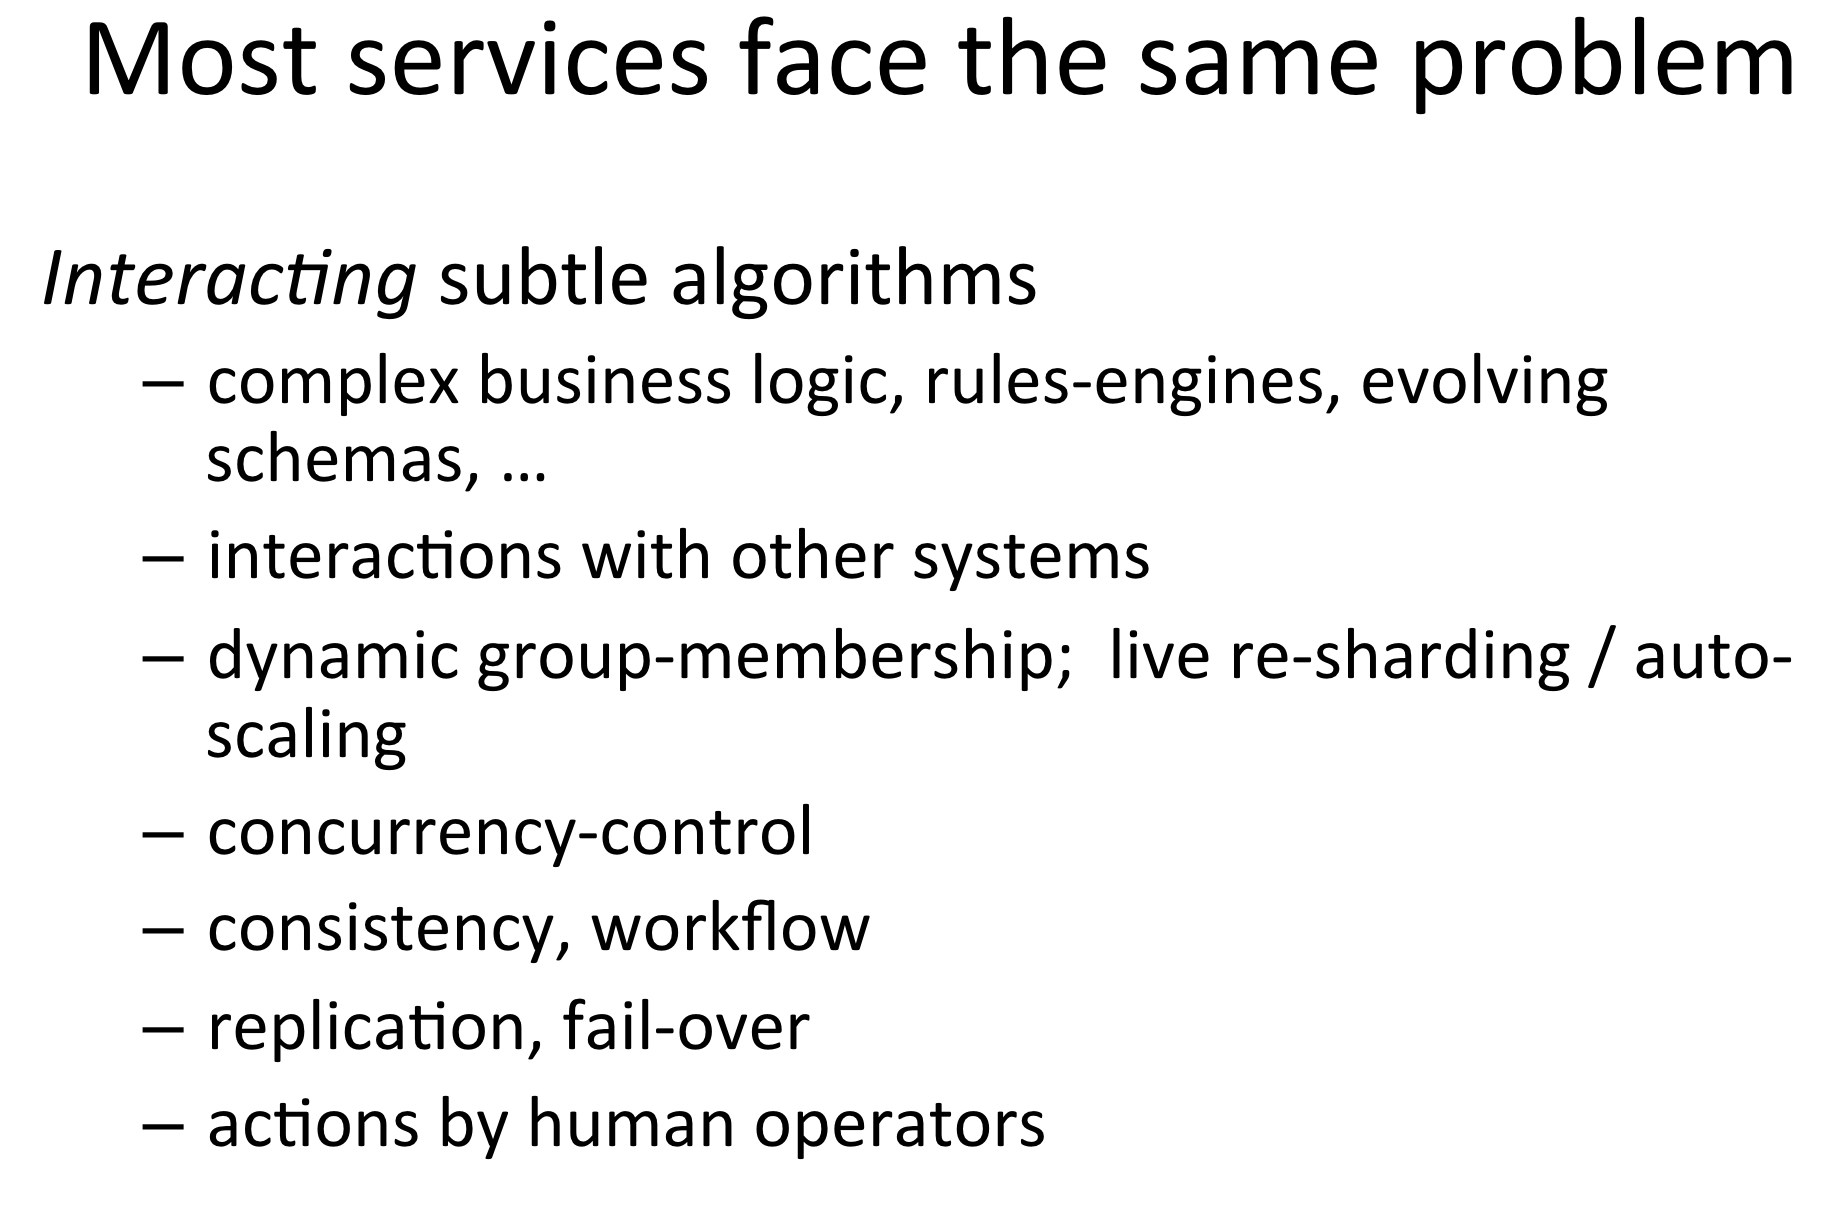 Most services face the same problem
Interacting subtle algorithms
– complex business logic, rules-engines, evolving
schemas, …
– interactions with other systems
– dynamic group-membership;  live re-sharding / auto-
scaling
– concurrency-control
– consistency, workflow
– replication, fail-over
– actions by human operators